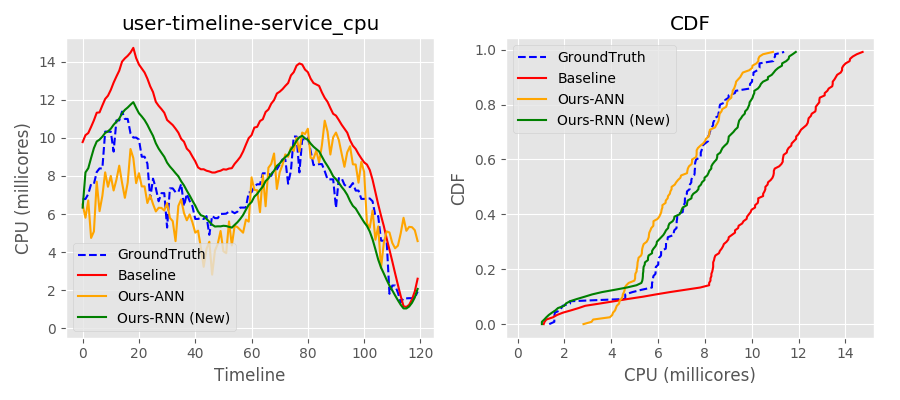 user-timeline-service_cpu
CPU (millicores)
14
12
10
8
6
4
2
0
GroundTruth
Baseline
Ours-ANN
Ours-RNN (New)
0 20 40 60 80 100 120
Timeline
CDF
CDF
1.0
0.8
0.6
0.4
0.2
0.0
GroundTruth
Baseline
Ours-ANN
Ours-RNN (New)
0 2 4 6 8 10 12 14
CPU (millicores)